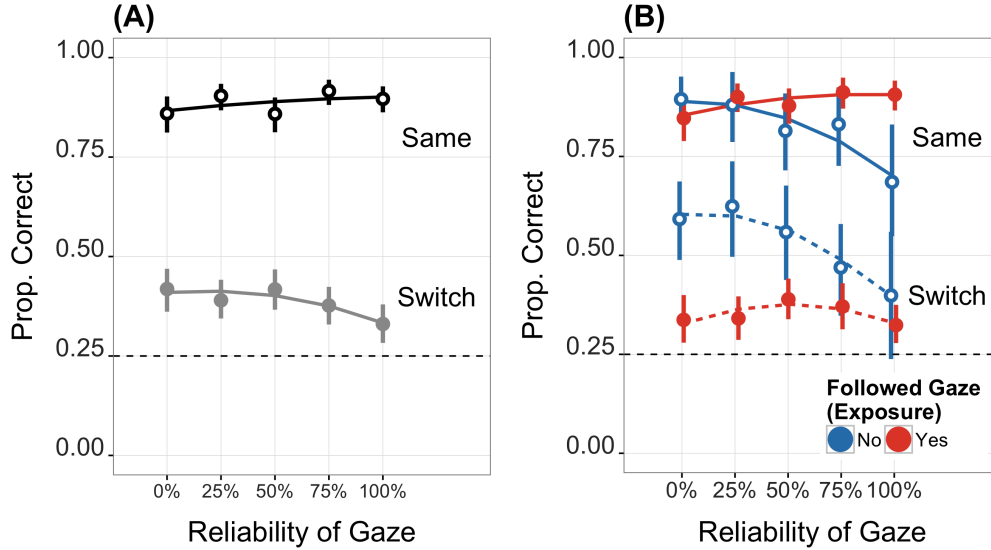 (A)
1.00
0.75
0.50
0.25
0.00
Prop. Correct
Same
Switch
0%
25%
50%
75%
100%
Reliability of Gaze
(B)
1.00
0.75
0.50
0.25
0.00
Prop. Correct
Same
Switch
Followed Gaze
(Exposure)
No
Yes
0%
25%
50%
75%
100%
Reliability of Gaze